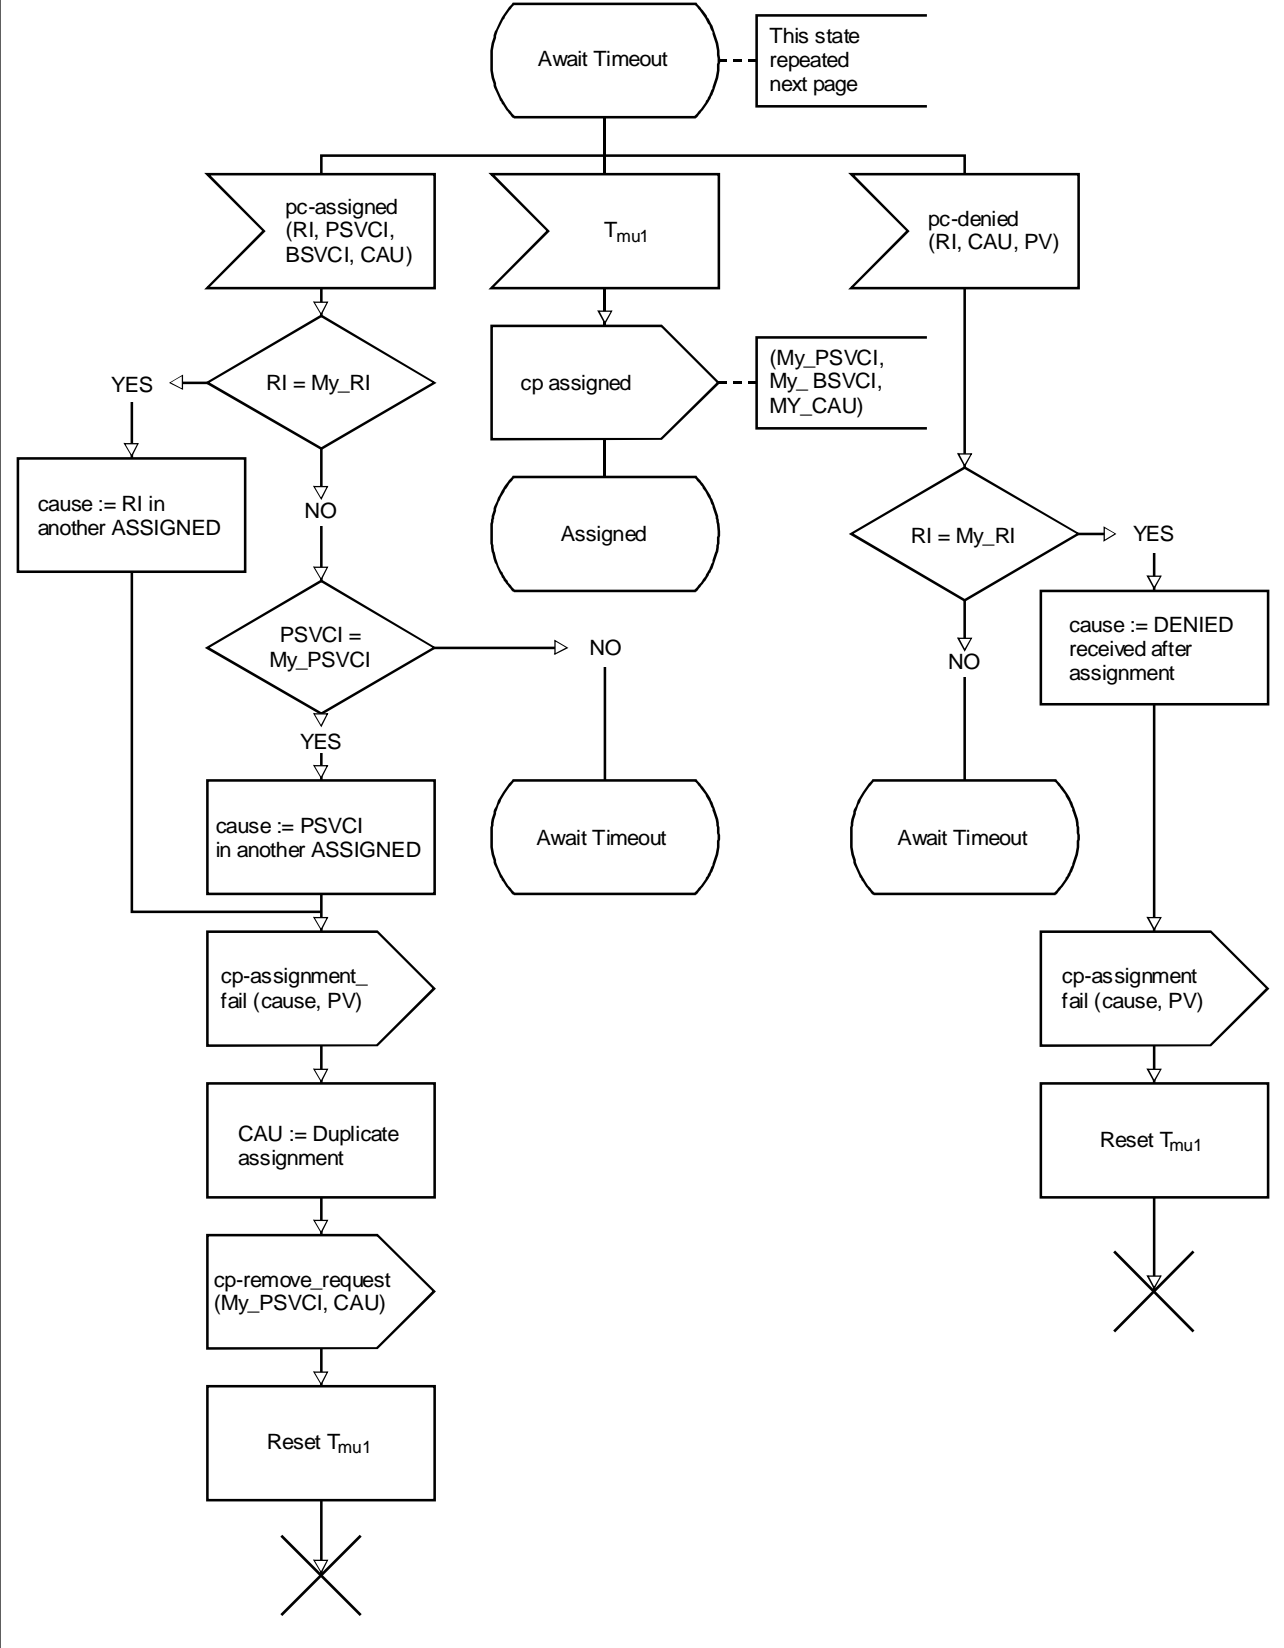 Await Timeout
This state
repeated
next page
pc-assigned
(RI, PSVCI,
BSVCI, CAU)
Tmu1
pc-denied
(RI, CAU, PV)
RI = My_RI
YES
NO
cp assigned
(My_PSVCI,
My_ BSVCI,
MY_CAU)
cause := RI in
another ASSIGNED
Assigned
RI = My_RI
YES
NO
PSVCI =
My_PSVCI
NO
YES
cause := DENIED
received after
assignment
cause := PSVCI
in another ASSIGNED
Await Timeout
Await Timeout
cp-assignment_
fail (cause, PV)
cp-assignment
fail (cause, PV)
CAU := Duplicate
assignment
Reset Tmu1
cp-remove_request
(My_PSVCI, CAU)
Reset Tmu1